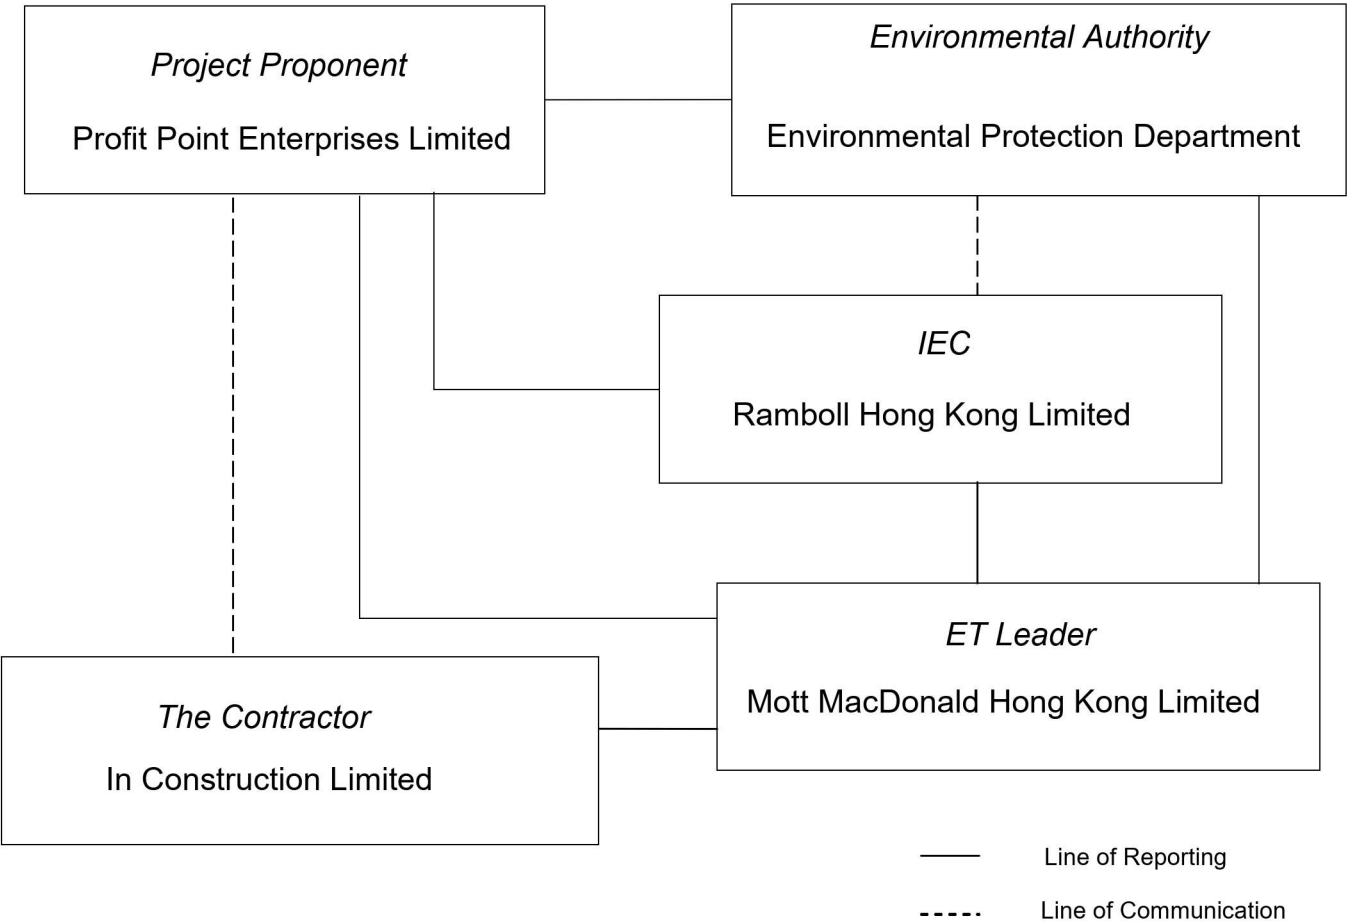 Project Proponent
Profit Point Enterprises Limited
Environmental Authority
Environmental Protection Department
IEC
Ramboll Hong Kong Limited
ET Leader
Mott MacDonald Hong Kong Limited
The Contractor
In Construction Limited
Line of Reporting
Line of Communication